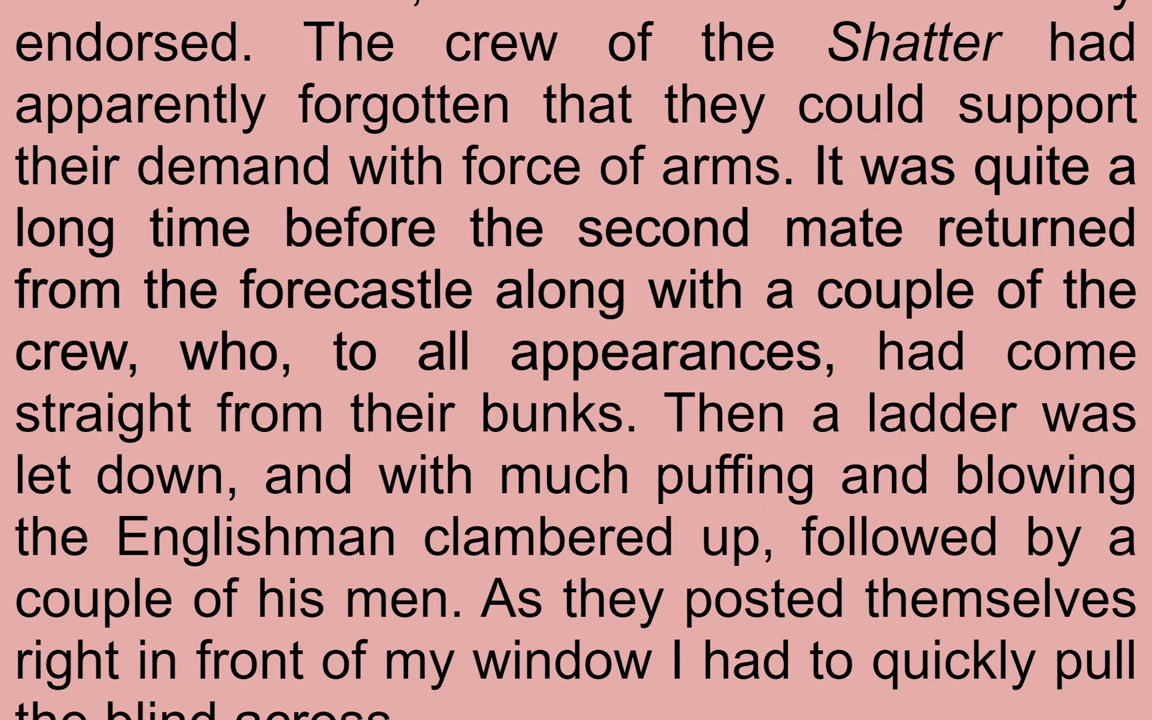 endorsed. The crew of the Shatter had
apparently forgotten that they could support
their demand with force of arms. It was quite a
long time before the second mate returned
from the forecastle along with a couple of the
crew, who, to all appearances, had come
straight from their bunks. Then a ladder was
let down, and with much puffing and blowing
the Englishman clambered up, followed by a
couple of his men. As they posted themselves
right in front of my window I had to quickly pull
the blind across